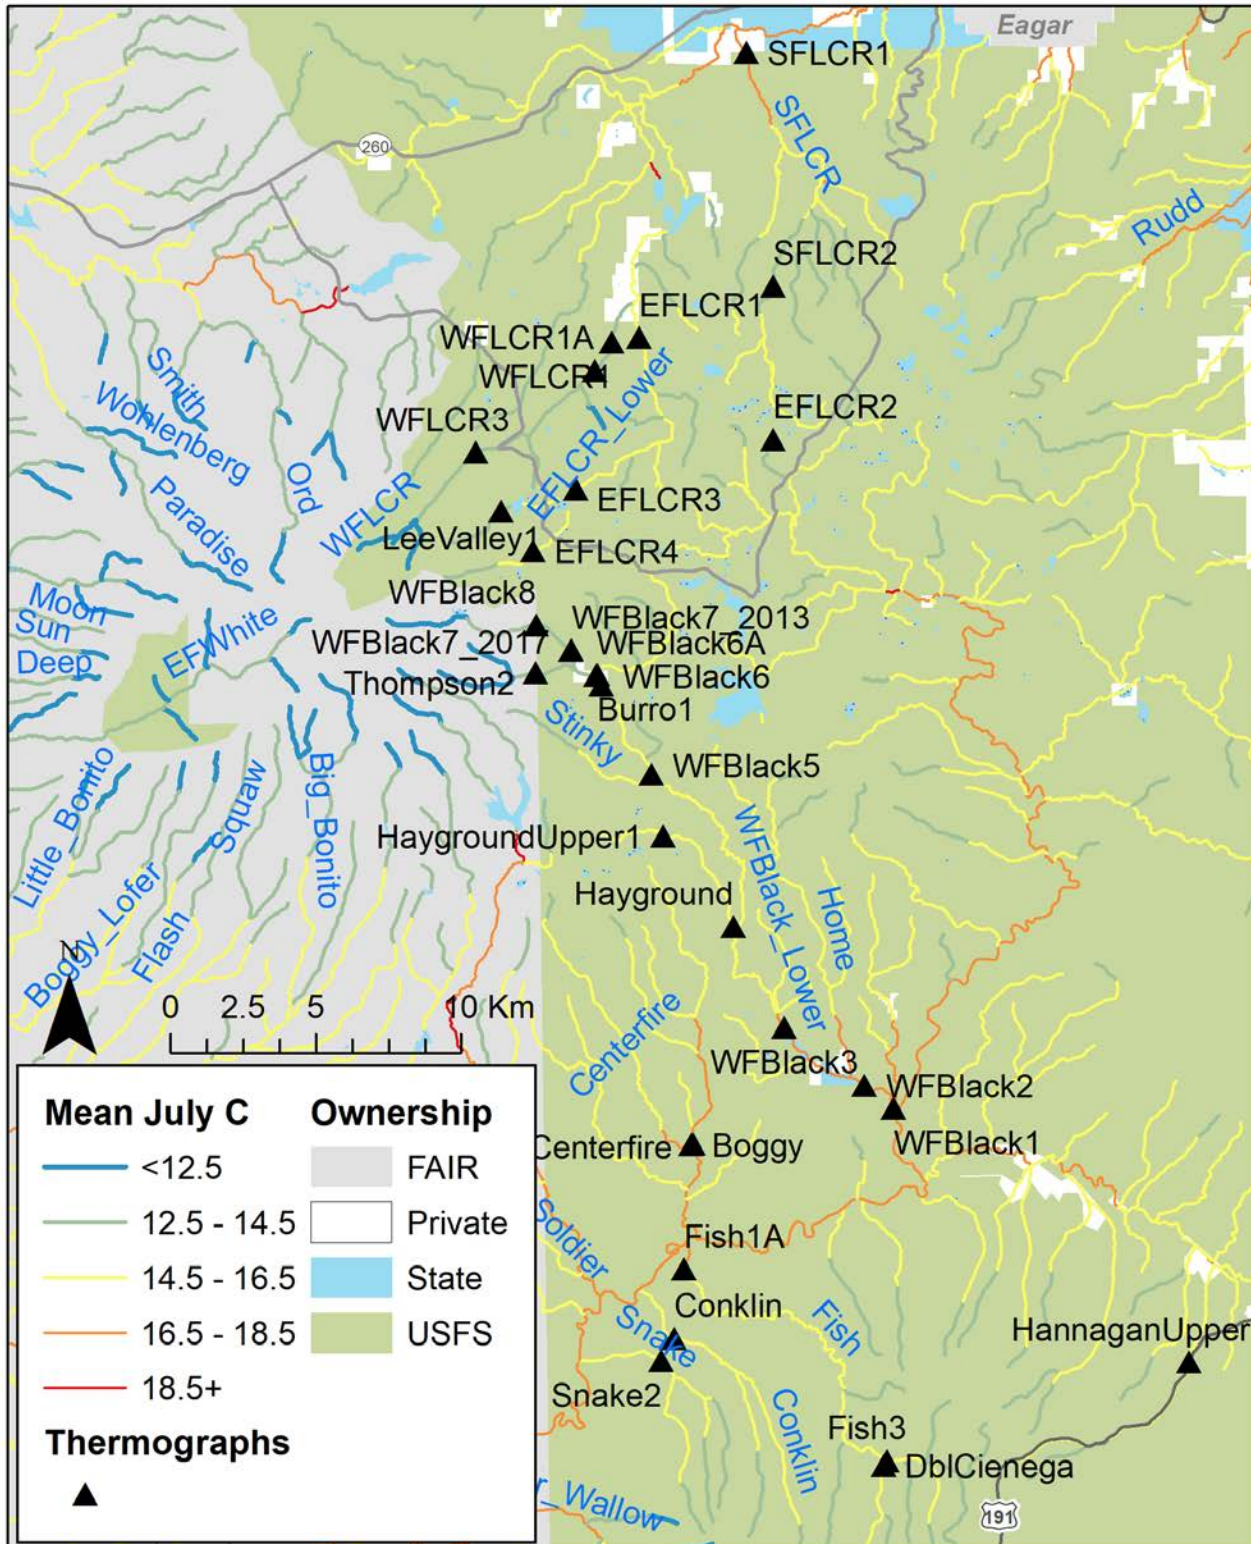 Eagar
SFLCR1
SFLCR
260
Rudd
SFLCR2
EFLCR1
WFLCR1A
WFLCR1
Smith
Wohlenberg
EFLCR_Lower
EFLCR2
WFLCR3
Ord
WFLCR
Paradise
EFLCR3
LeeValley1
EFLCR4
WFBlack8
Moon
Sun
Deep
EFWhite
WFBlack7_2013
WFBlack7_2017
WFBlack6A
WFBlack6
Thompson2
Burro1
Stinky
WFBlack5
Little_Bonito
Squaw
Big_Bonito
HaygroundUpper1
WFBlack_Lower
Boggy_Lofer
Flash
Hayground
Home
N
0 2.5 5 10 Km
Centerfire
WFBlack3
WFBlack2
WFBlack1
Centerfire
Boggy
Soldier
Fish1A
Conklin
Snake
Fish
HannaganUpper
Snake2
Conklin
Fish3
DblCienega
r_Wallow
191
Mean July C
<12.5
12.5 - 14.5
14.5 - 16.5
16.5 - 18.5
18.5+
Thermographs
Ownership
FAIR
Private
State
USFS